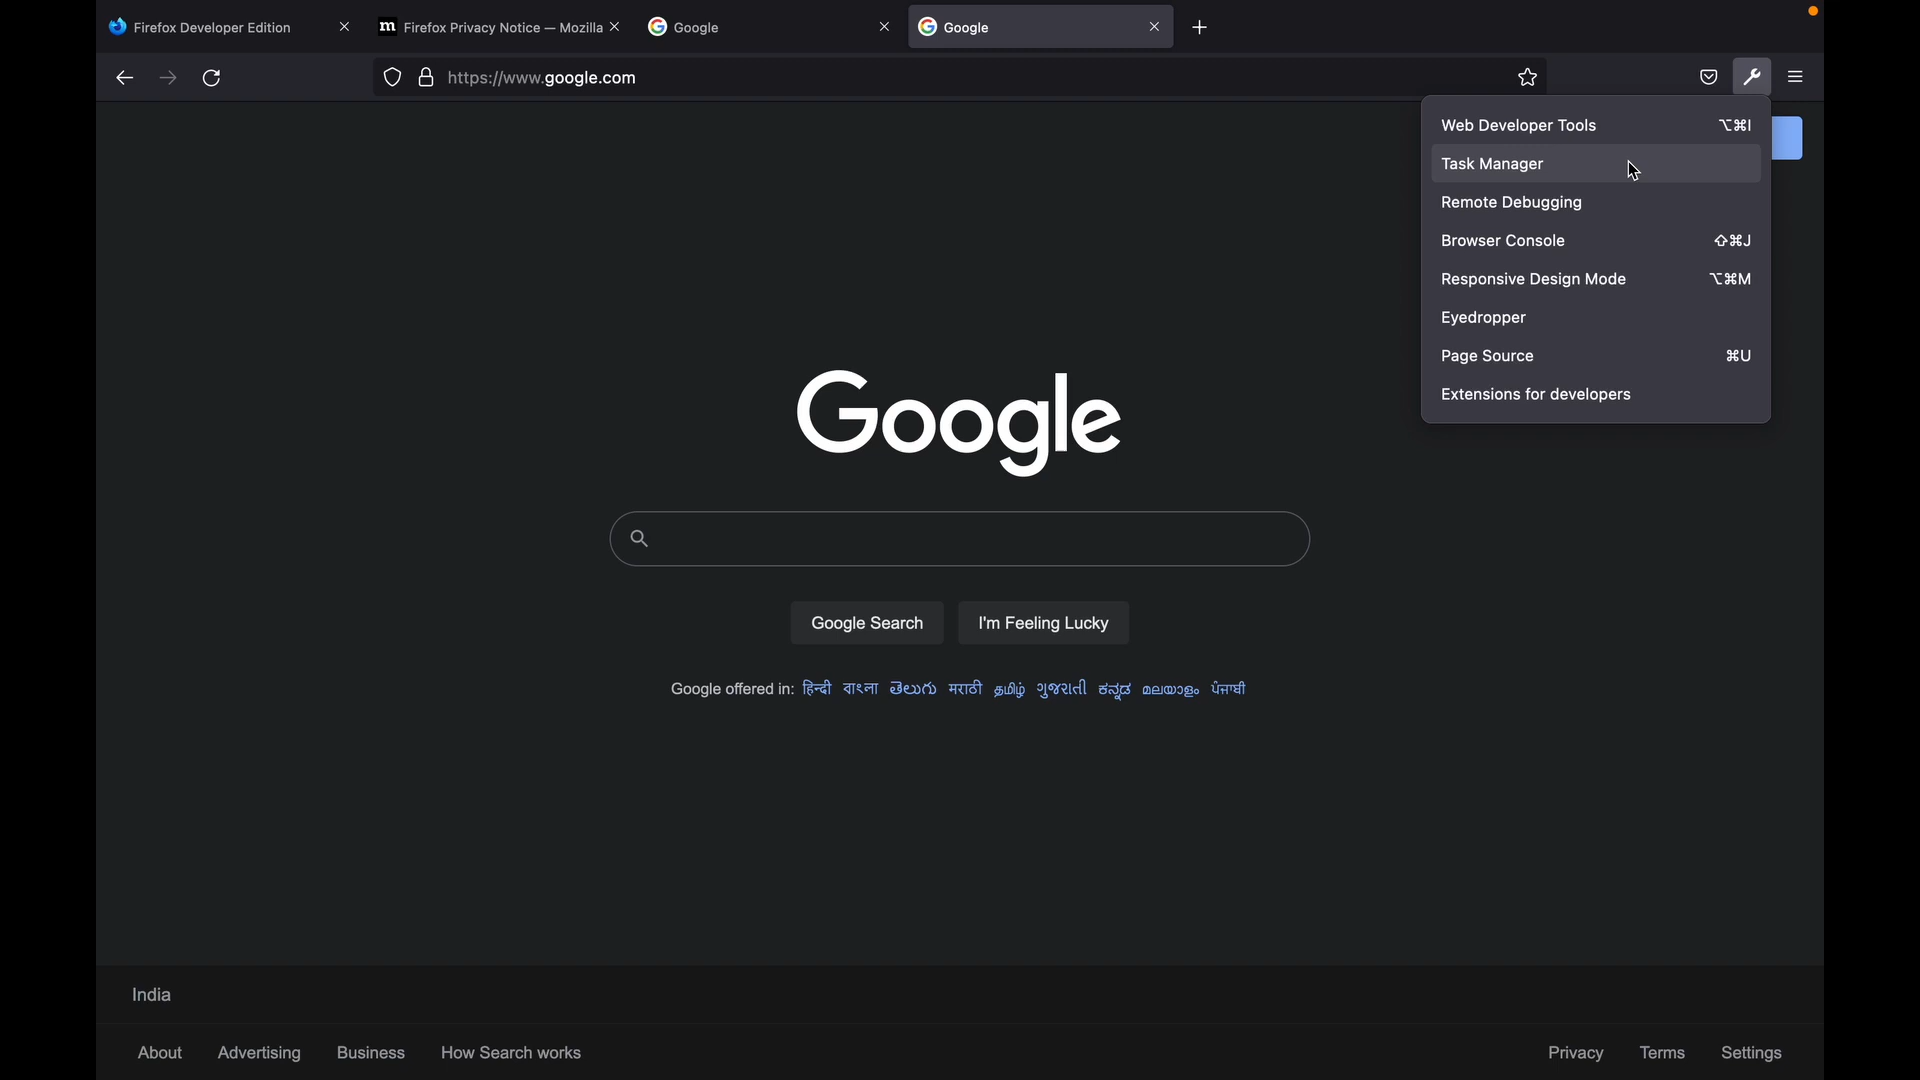 Firefox Developer Edition
Firefox Privacy Notice — Mozilla
Google
Google
https://www.google.com
Web Developer Tools ⌥⌘I
Task Manager
Remote Debugging
Browser Console ⇧⌘J
Responsive Design Mode ⌥⌘M
Eyedropper
Page Source ⌘U
Extensions for developers
Google
Google Search
I'm Feeling Lucky
Google offered in: हिन्दी বাংলা తెలుగు मराठी தமிழ் ગુજરાતી ಕನ್ನಡ മലയാളം ਪੰਜਾਬੀ
India
About Advertising Business How Search works Privacy Terms Settings